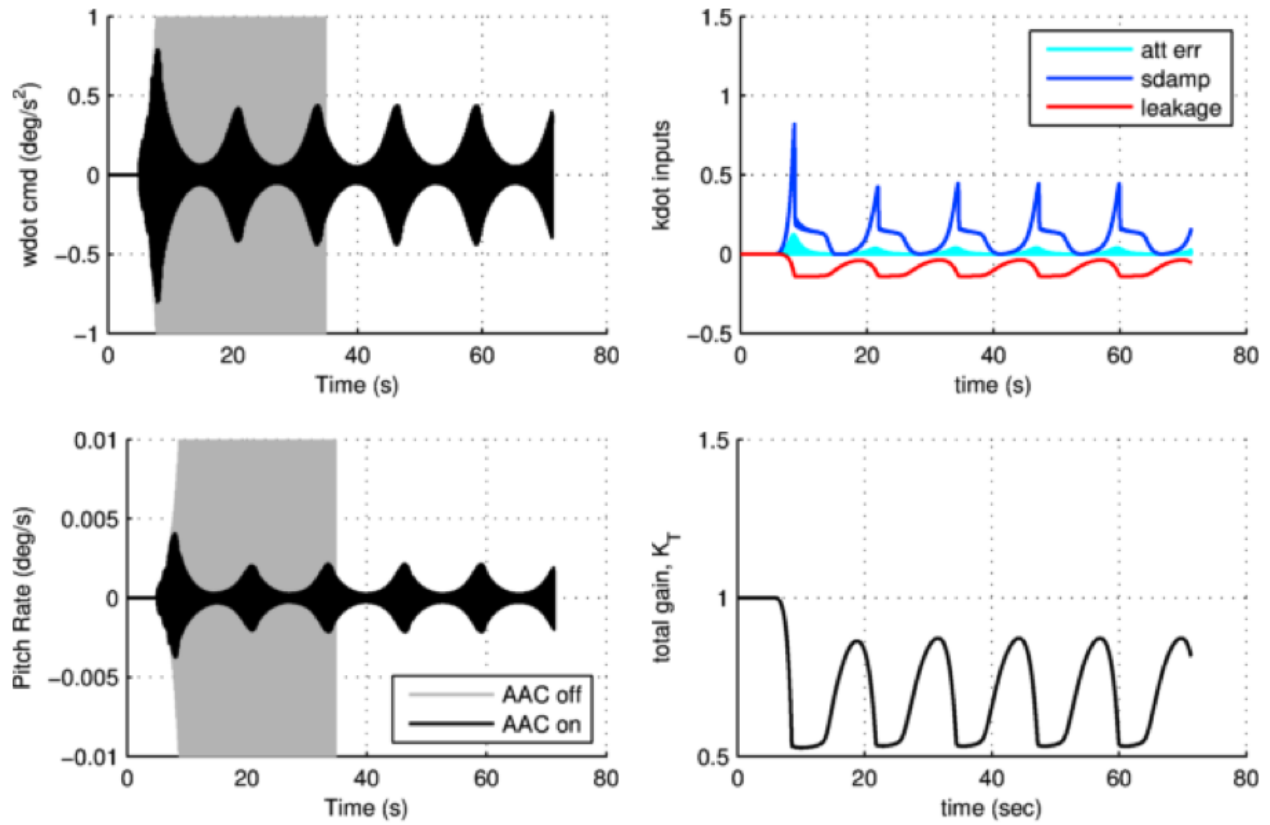 wdot cmd (deg/s²)
1
0.5
0
−0.5
−1
0 20 40 60 80
Time (s)
kdot inputs
1.5
1
0.5
0
−0.5
att err
sdamp
leakage
0 20 40 60 80
time (s)
Pitch Rate (deg/s)
0.01
0.005
0
−0.005
−0.01
AAC off
AAC on
0 20 40 60 80
Time (s)
total gain, K_T
1.5
1
0.5
0 20 40 60 80
time (sec)